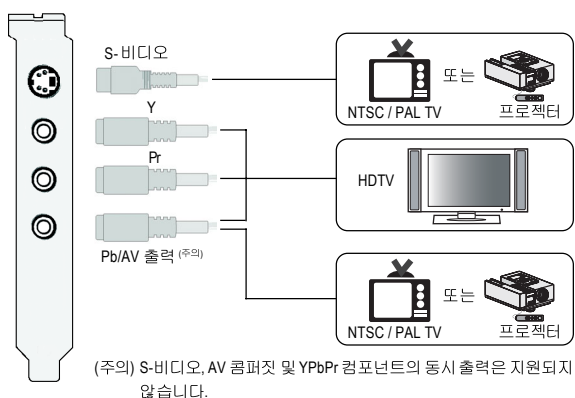 S-비디오
또는
NTSC / PAL TV
프로젝터
Y
Pr
HDTV
Pb/AV 출력 (주의)
또는
NTSC / PAL TV
프로젝터
(주의) S-비디오, AV 콤퍼짓 및 YPbPr 컴포넌트의 동시 출력은 지원되지
않습니다.